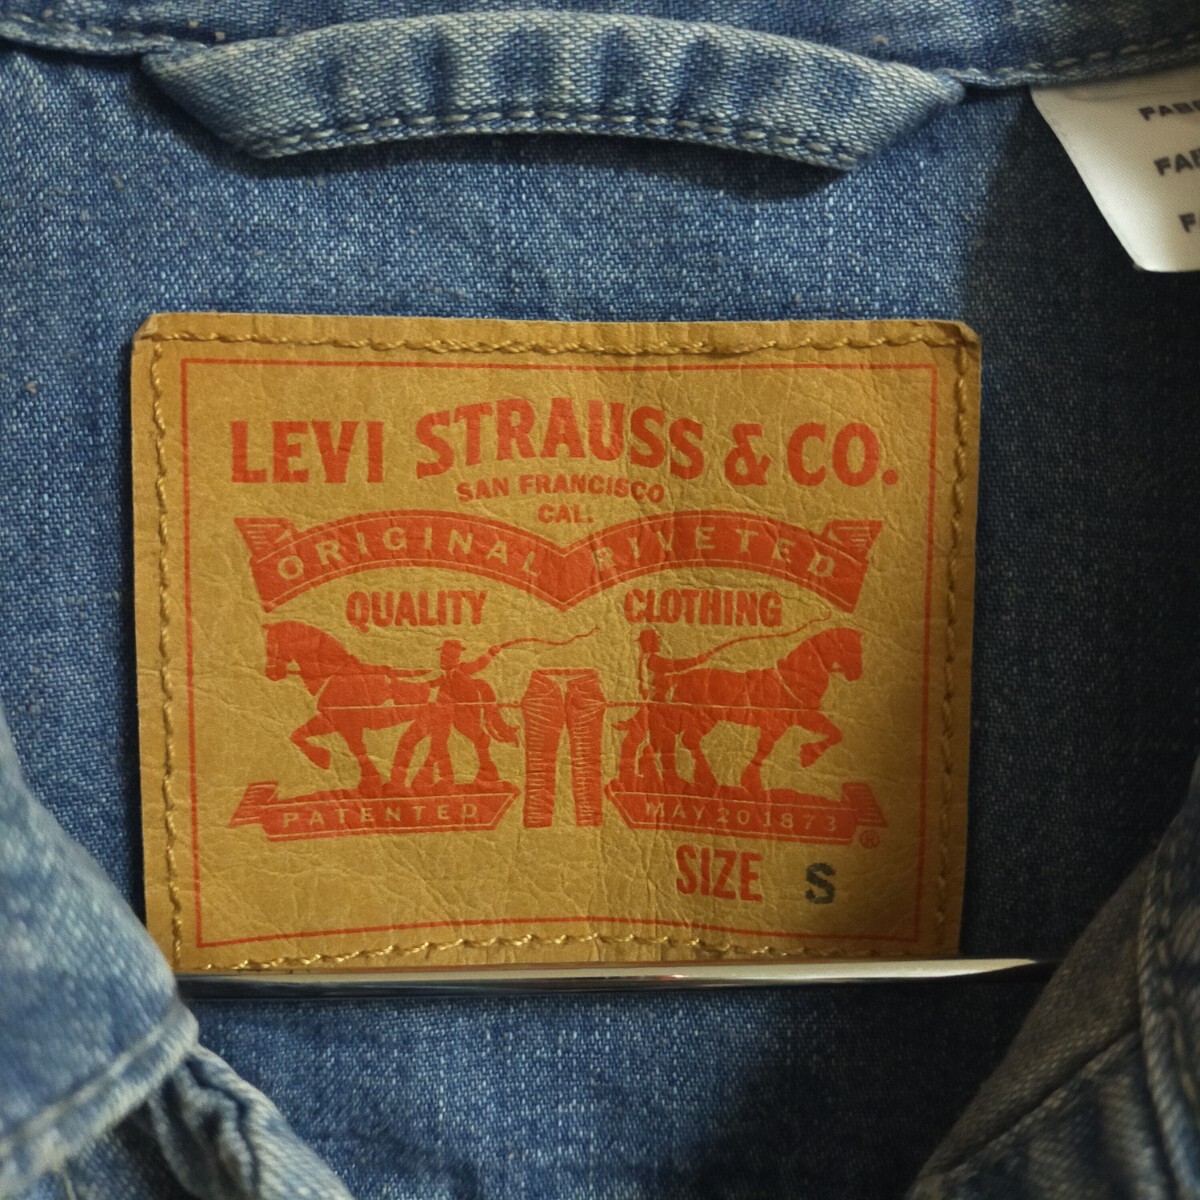 LEVI STRAUSS & CO.
SAN FRANCISCO
CAL.
ORIGINAL RIVETED
QUALITY CLOTHING
PATENTED MAY 20 1873
®
SIZE S